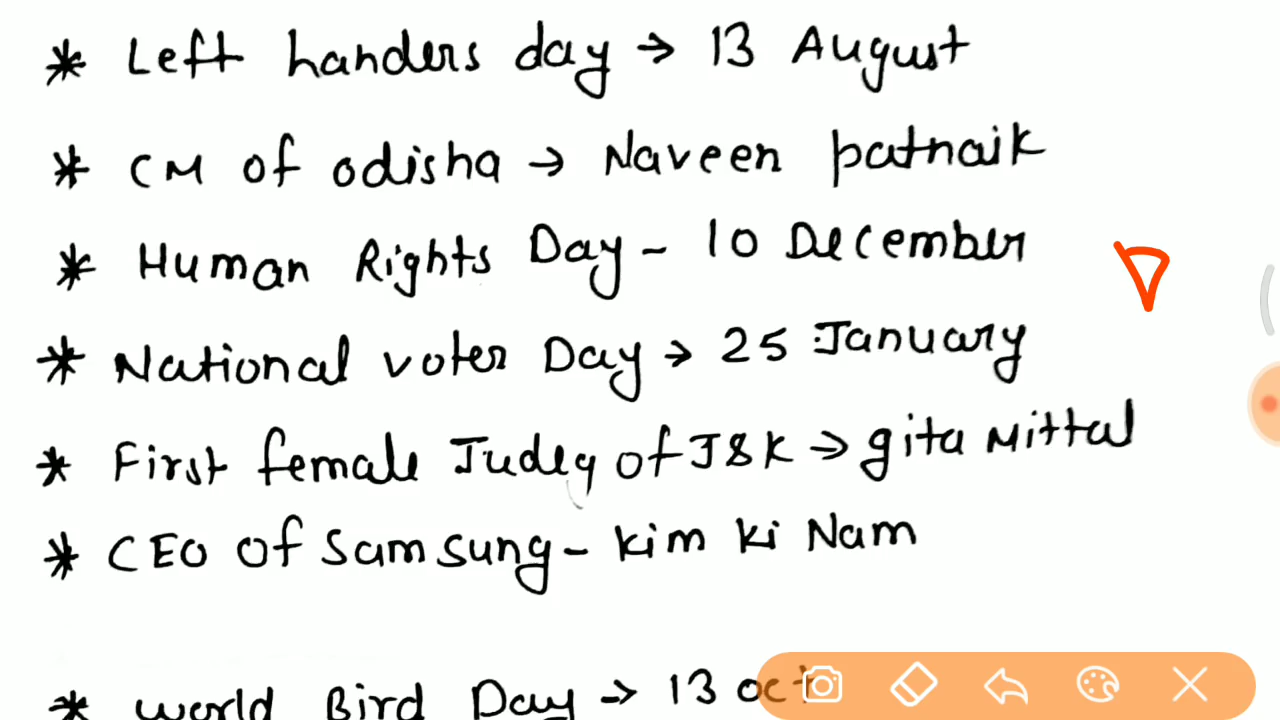 * Left handers day → 13 August
* CM of odisha → Naveen patnaik
* Human Rights Day - 10 December
* National voter Day → 25 January
* First female Judeg of J&K → gita Mittal
* CEO of Samsung - Kim Ki Nam
* World Bird Day → 13 oct